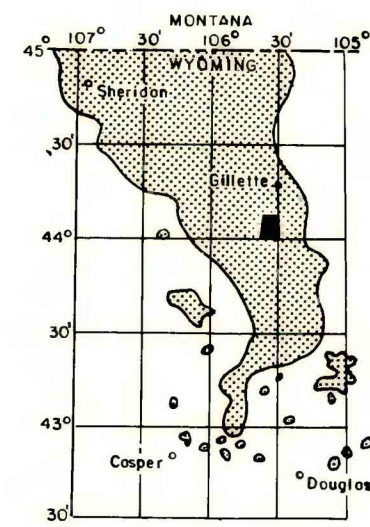 MONTANA
45° 107° 30' 106° 30' 105°
WYOMING
Sheridan
30'
Gillette
44°
30'
43°
Casper
Douglas
30'